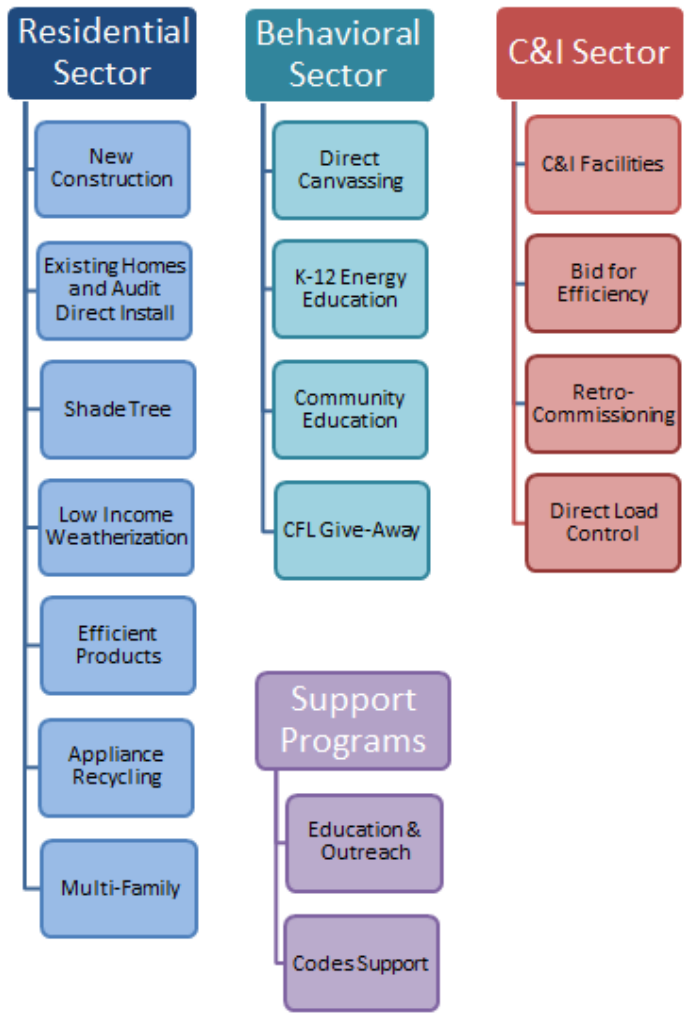 Residential
Sector
New
Construction
Existing Homes
and Audit
Direct Install
Shade Tree
Low Income
Weatherization
Efficient
Products
Appliance
Recycling
Multi-Family
Behavioral
Sector
Direct
Canvassing
K-12 Energy
Education
Community
Education
CFL Give-Away
C&I Sector
C&I Facilities
Bid for
Efficiency
Retro-
Commissioning
Direct Load
Control
Support
Programs
Education &
Outreach
Codes Support